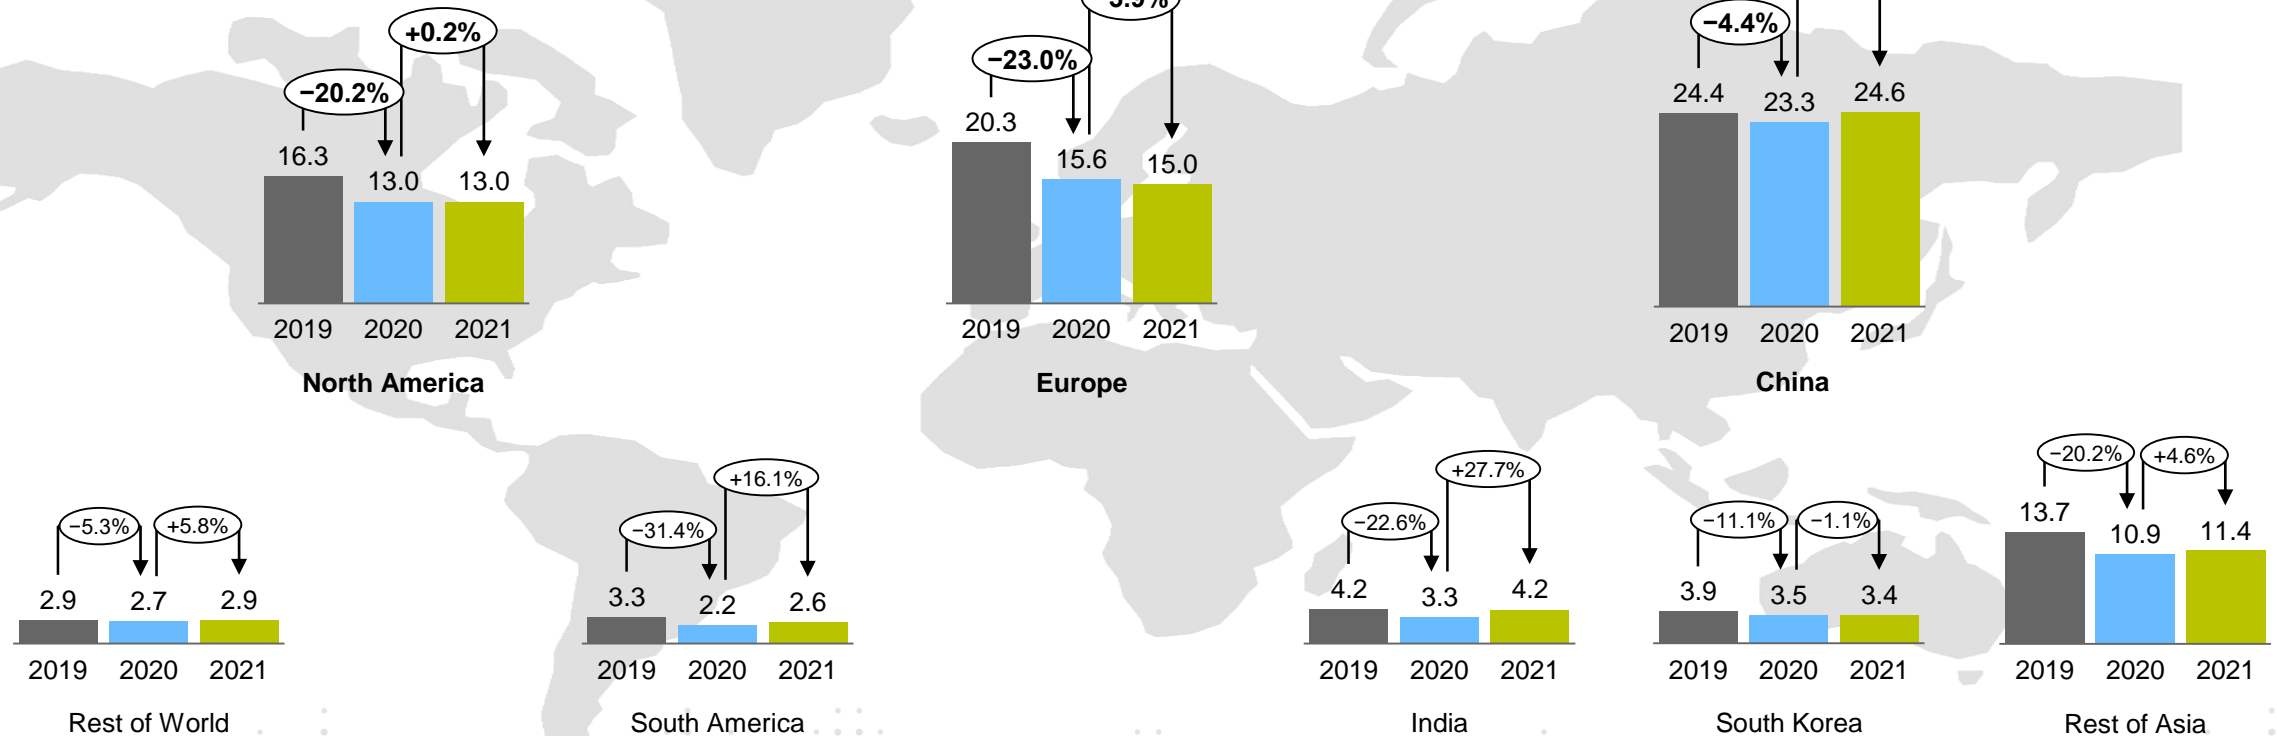 +0.2%
−20.2%
16.3
13.0
13.0
2019 2020 2021
North America
−23.0%
20.3
15.6
15.0
2019 2020 2021
Europe
−4.4%
24.4
23.3
24.6
2019 2020 2021
China
−5.3%
+5.8%
2.9
2.7
2.9
2019 2020 2021
Rest of World
+16.1%
−31.4%
3.3
2.2
2.6
2019 2020 2021
South America
+27.7%
−22.6%
4.2
3.3
4.2
2019 2020 2021
India
−11.1%
−1.1%
3.9
3.5
3.4
2019 2020 2021
South Korea
−20.2%
+4.6%
13.7
10.9
11.4
2019 2020 2021
Rest of Asia